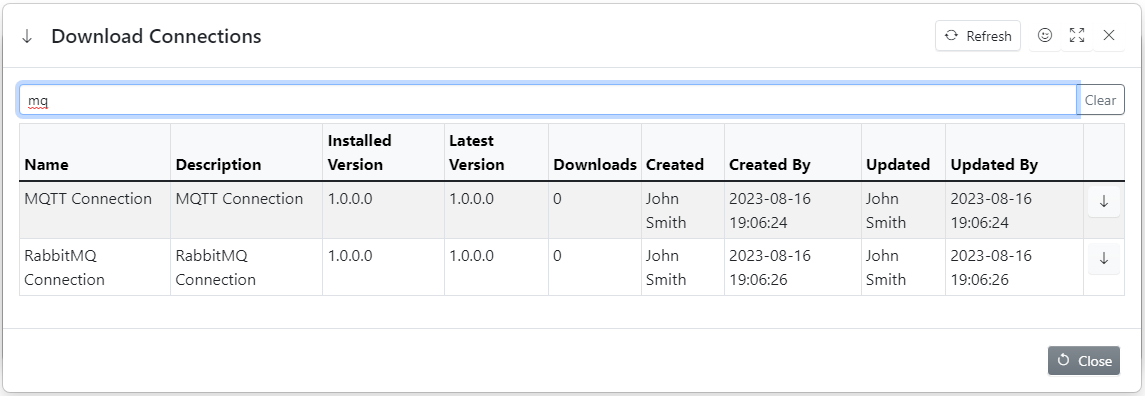 Download Connections
Refresh
mq
Clear
Name Description Installed Version Latest Version Downloads Created Created By Updated Updated By
MQTT Connection MQTT Connection 1.0.0.0 1.0.0.0 0 John Smith 2023-08-16 19:06:24 John Smith 2023-08-16 19:06:24
RabbitMQ Connection RabbitMQ Connection 1.0.0.0 1.0.0.0 0 John Smith 2023-08-16 19:06:26 John Smith 2023-08-16 19:06:26
Close